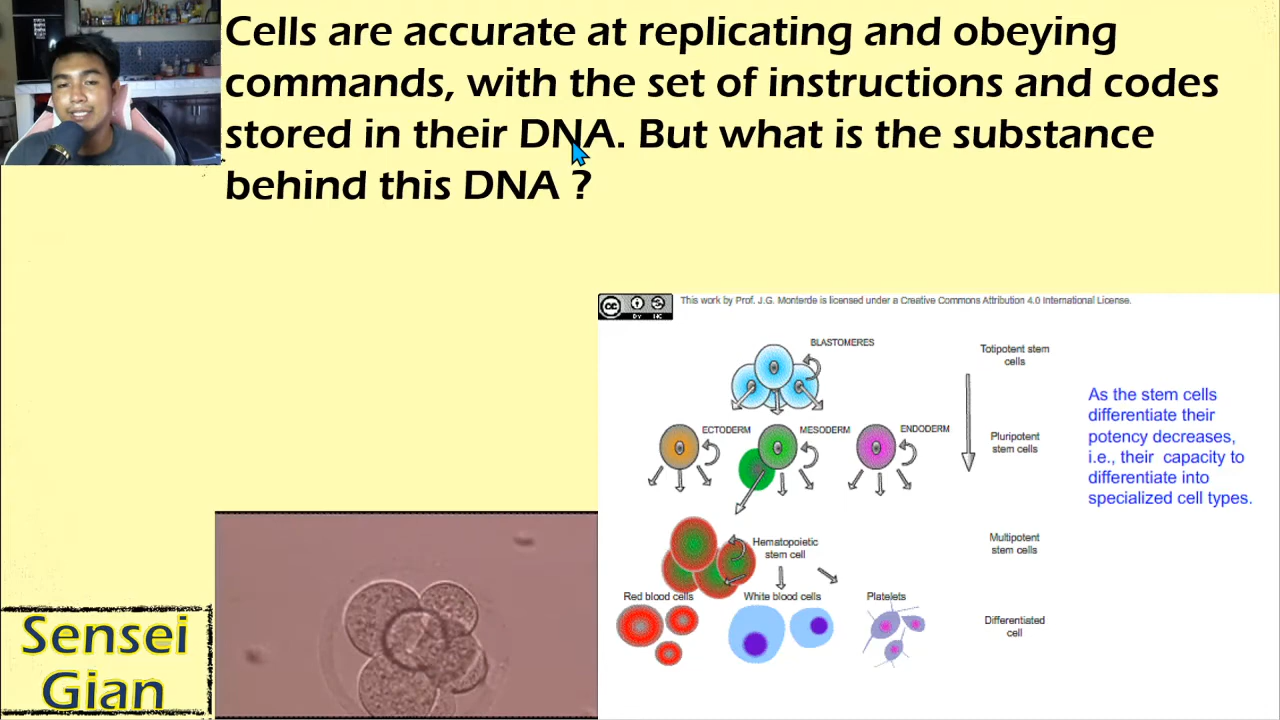 Cells are accurate at replicating and obeying
commands, with the set of instructions and codes
stored in their DNA. But what is the substance
behind this DNA ?
This work by Prof. J.G. Monterde is licensed under a Creative Commons Attribution 4.0 International License.
cc
BY NC
BLASTOMERES
Totipotent stem
cells
As the stem cells
differentiate their
potency decreases,
i.e., their capacity to
differentiate into
specialized cell types.
ECTODERM
MESODERM
ENDODERM
Pluripotent
stem cells
Hematopoietic
stem cell
Multipotent
stem cells
Red blood cells
White blood cells
Platelets
Differentiated
cell
Sensei
Gian